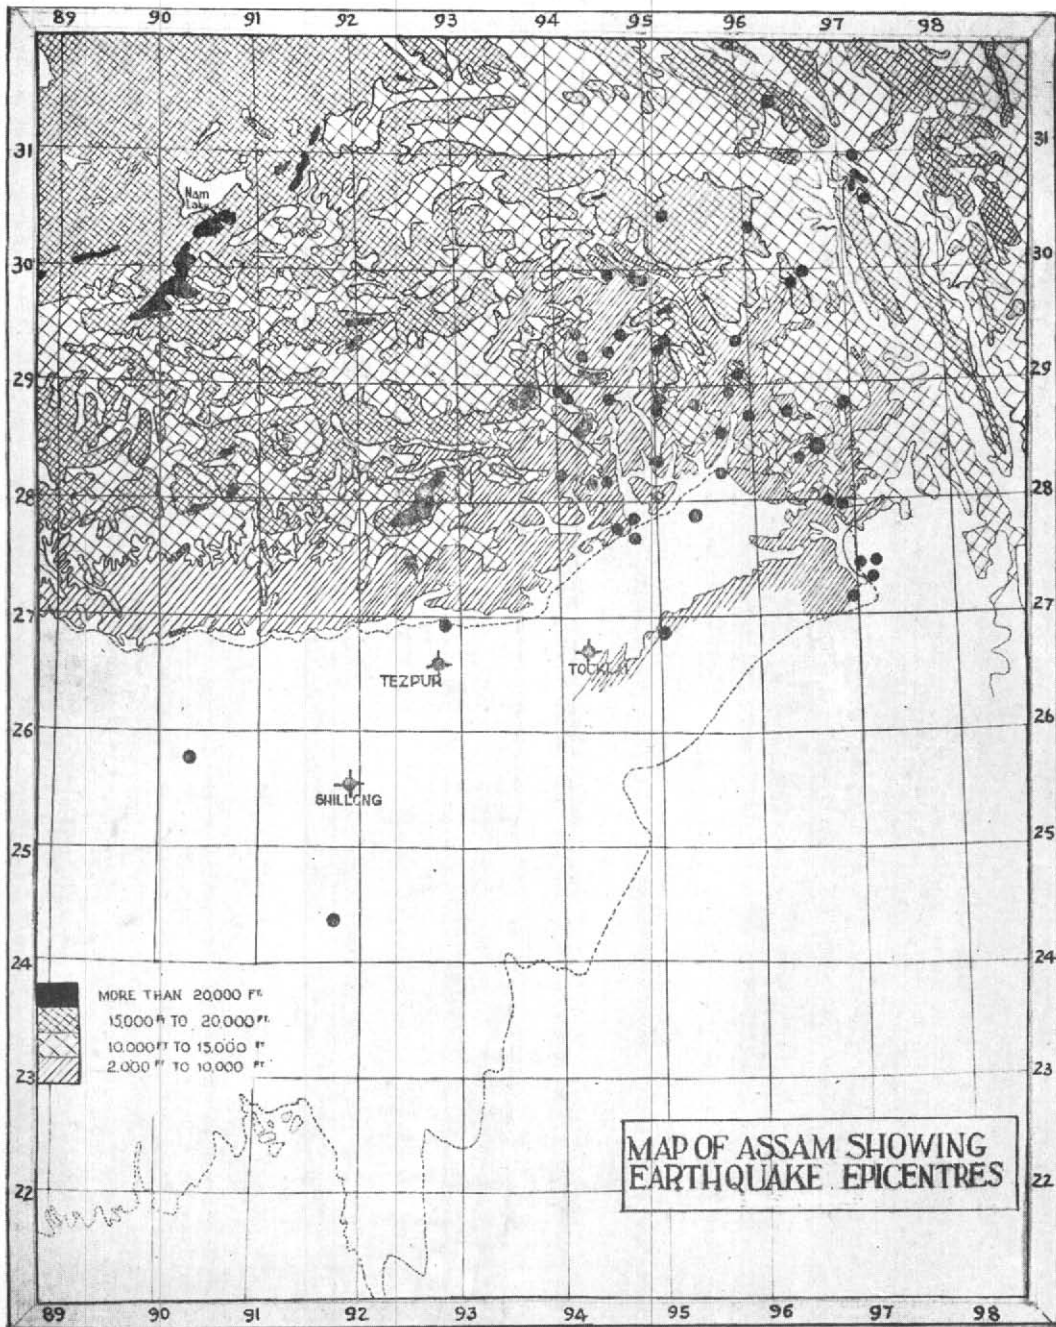 89 90 91 92 93 94 95 96 97 98
31 31
Nam
Lake
30 30
29 29
28 28
27 27
TEZPUR
26 26
SHILLONG
25 25
24 24
MORE THAN 20,000 FT.
15,000 FT TO 20,000 FT.
10,000 FT TO 15,000 FT
2,000 FT TO 10,000 FT
23 23
MAP OF ASSAM SHOWING
EARTHQUAKE EPICENTRES
22 22
89 90 91 92 93 94 95 96 97 98